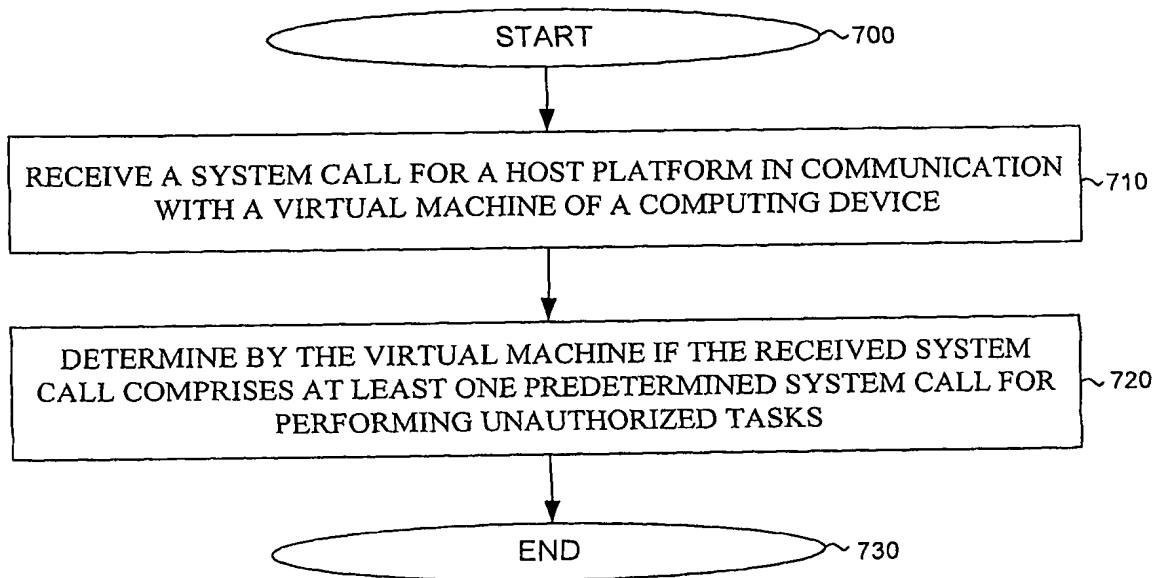 START
700
RECEIVE A SYSTEM CALL FOR A HOST PLATFORM IN COMMUNICATION
WITH A VIRTUAL MACHINE OF A COMPUTING DEVICE
710
DETERMINE BY THE VIRTUAL MACHINE IF THE RECEIVED SYSTEM
CALL COMPRISES AT LEAST ONE PREDETERMINED SYSTEM CALL FOR
PERFORMING UNAUTHORIZED TASKS
720
END
730